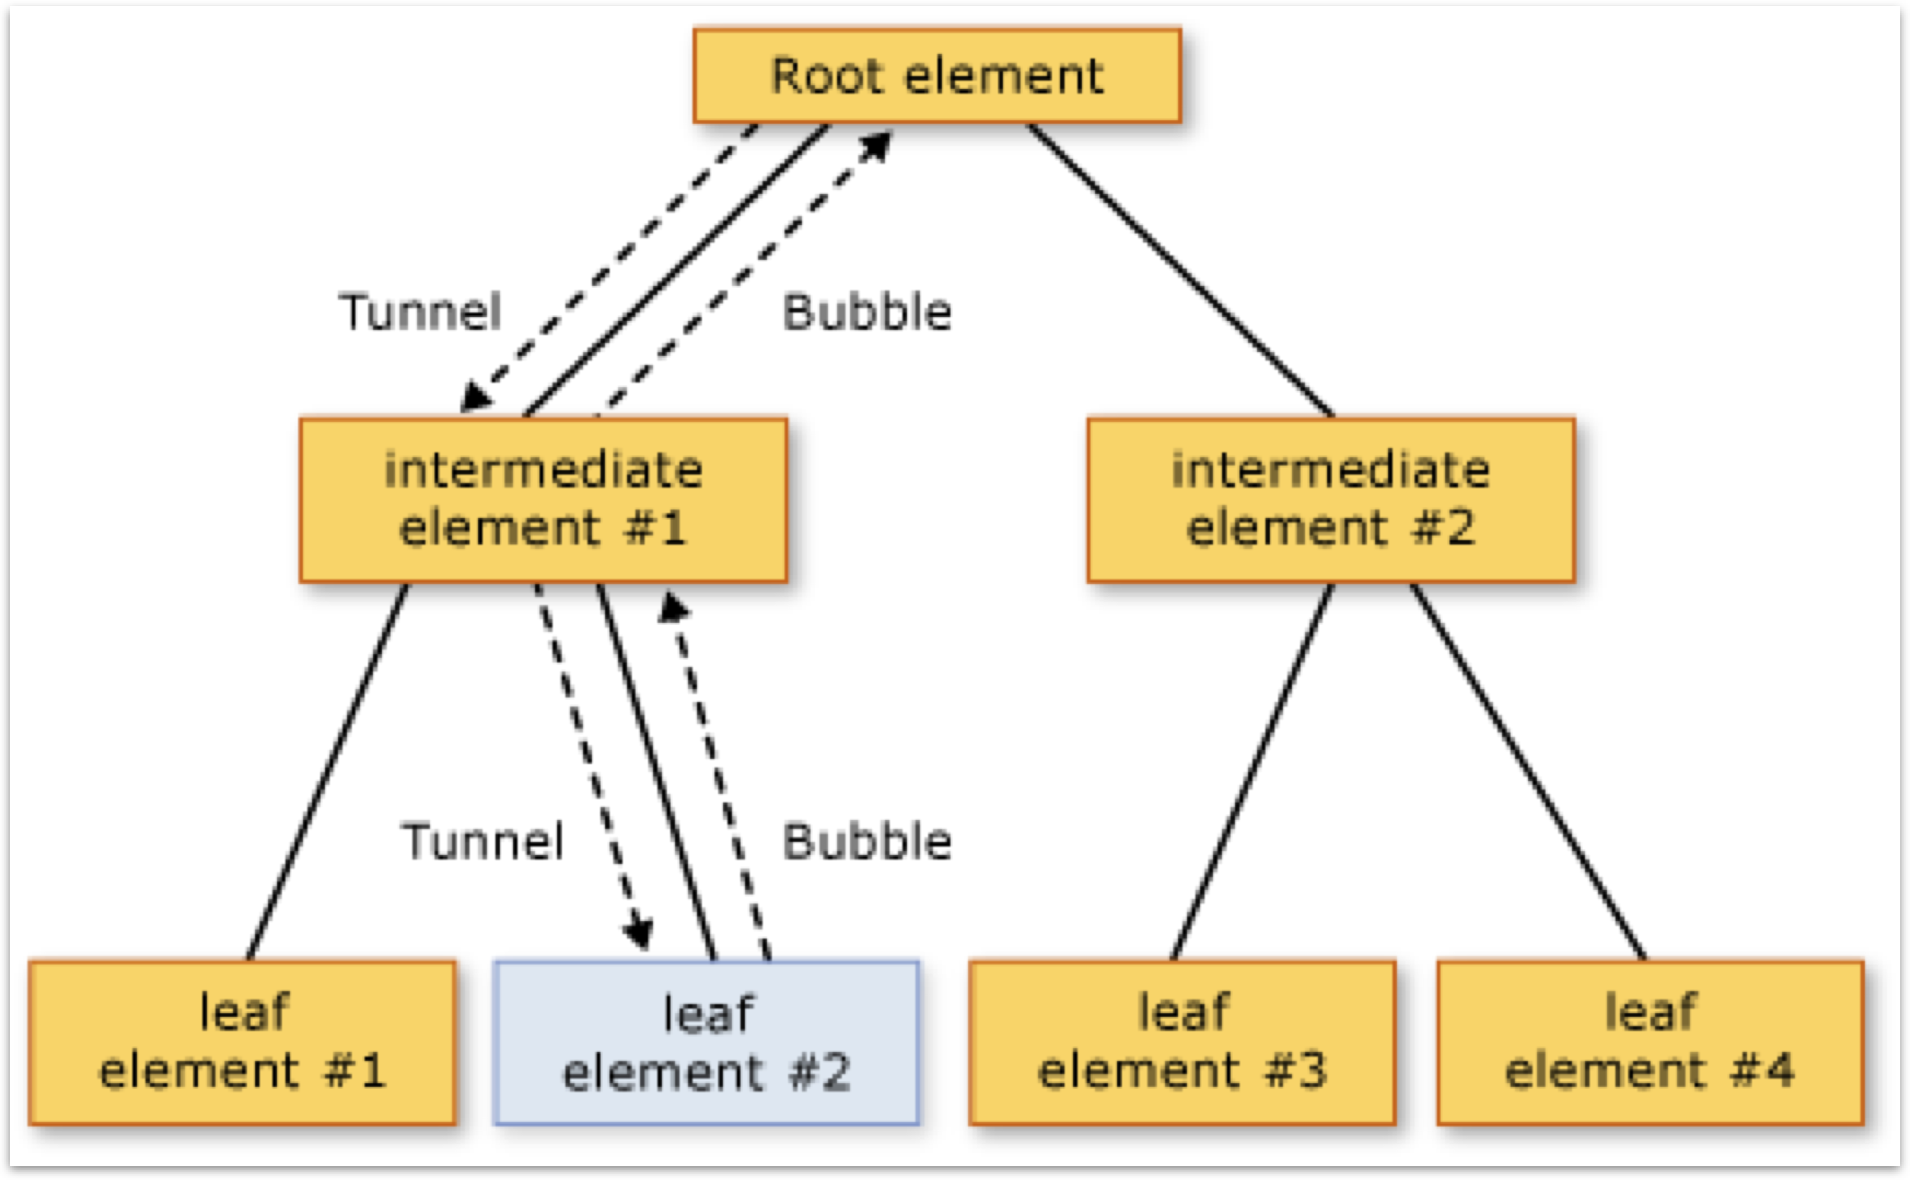 Root element
Tunnel
Bubble
intermediate
element #1
intermediate
element #2
Tunnel
Bubble
leaf
element #1
leaf
element #2
leaf
element #3
leaf
element #4